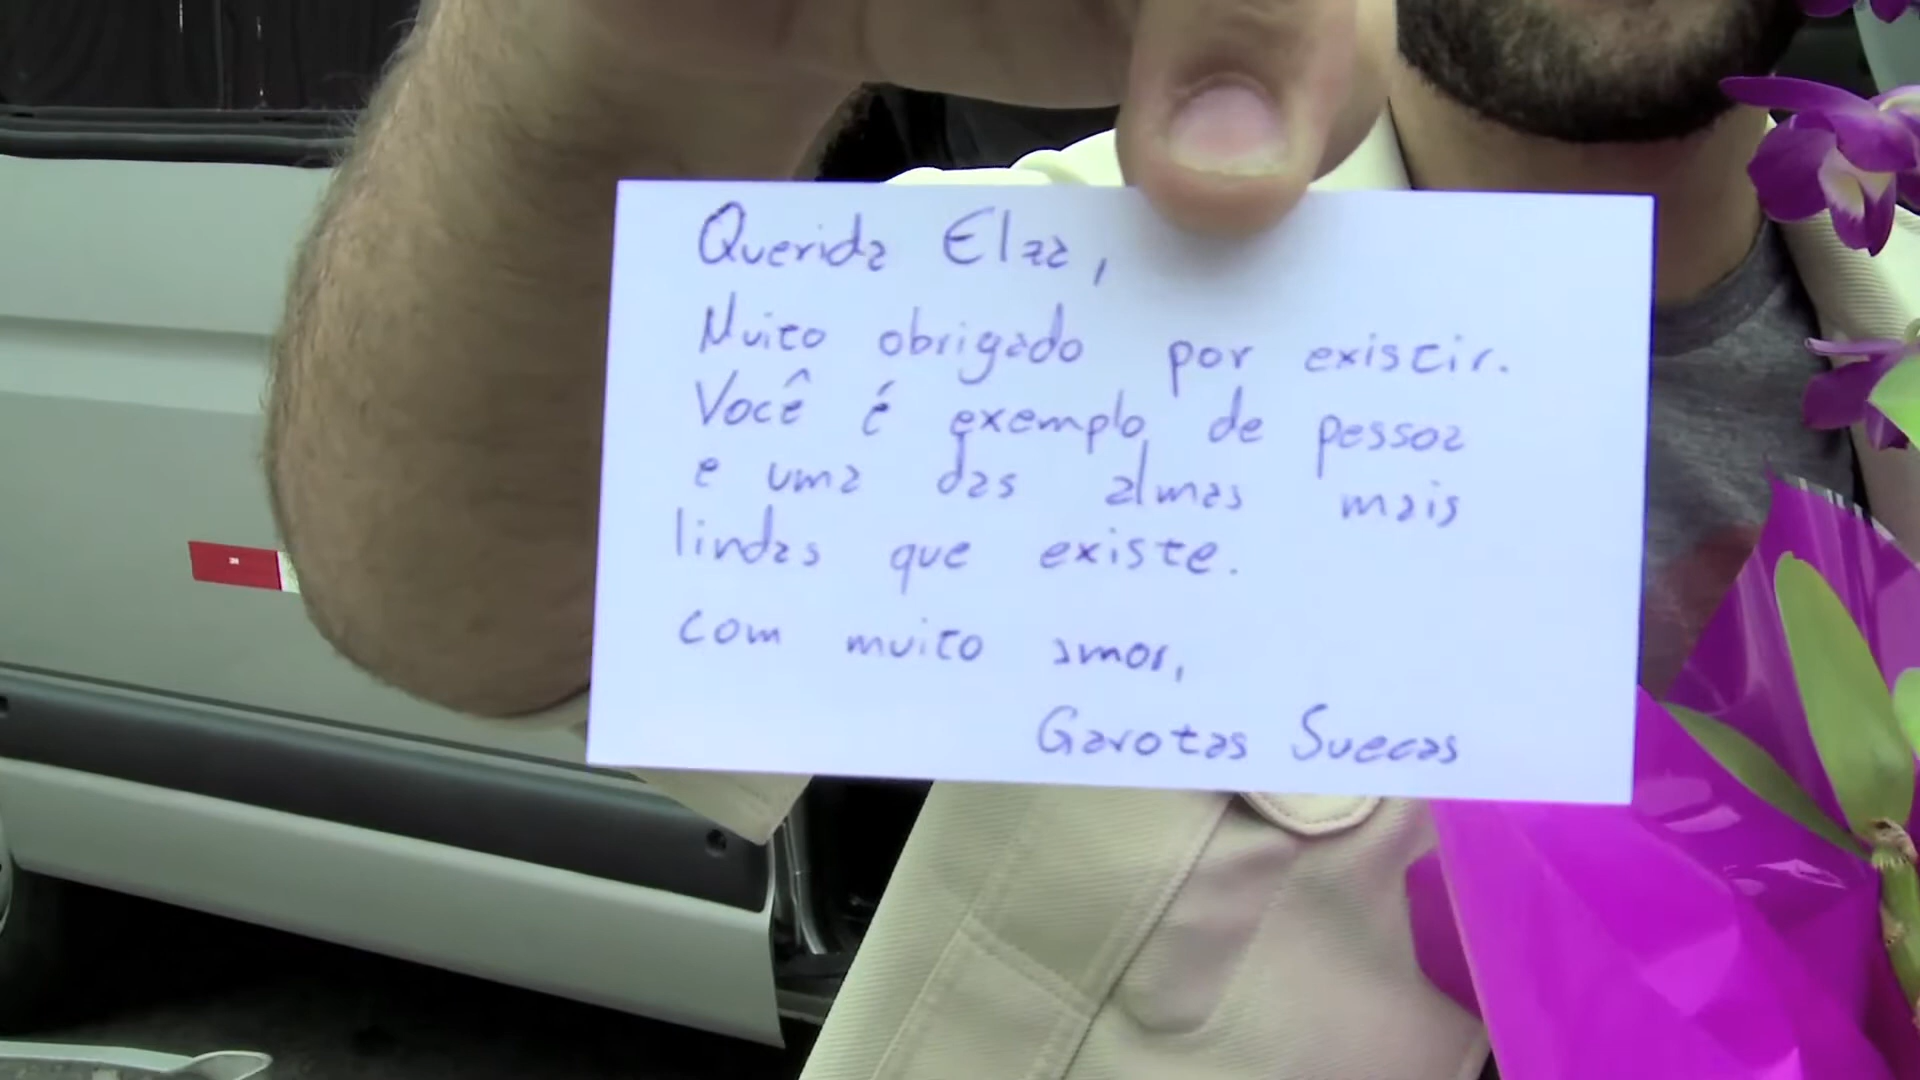 Querida Elza,
Muito obrigado por existir.
Você é exemplo de pessoa
e uma das almas mais
lindas que existe.
com muito amor,
Garotas Suecas